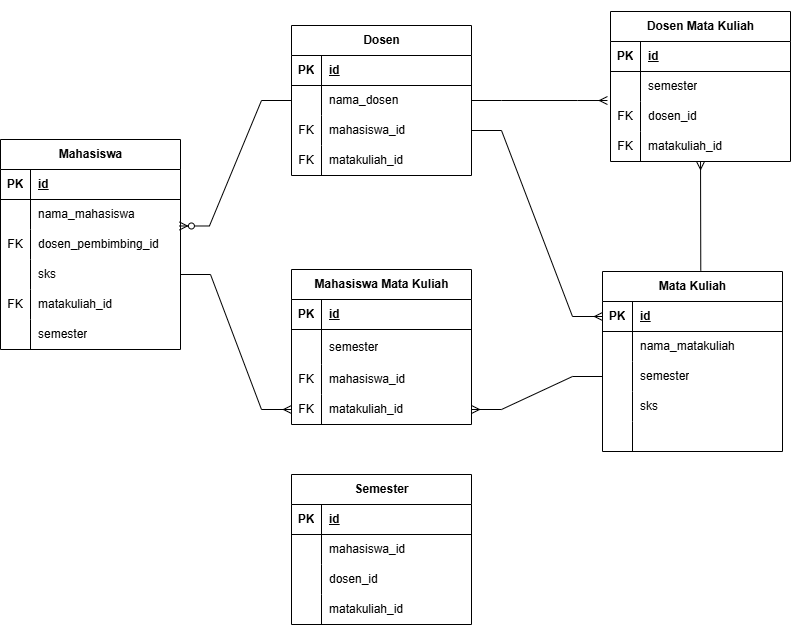 Mahasiswa
PK id
nama_mahasiswa
FK dosen_pembimbing_id
sks
FK matakuliah_id
semester
Dosen
PK id
nama_dosen
FK mahasiswa_id
FK matakuliah_id
Dosen Mata Kuliah
PK id
semester
FK dosen_id
FK matakuliah_id
Mahasiswa Mata Kuliah
PK id
semester
FK mahasiswa_id
FK matakuliah_id
Mata Kuliah
PK id
nama_matakuliah
semester
sks
Semester
PK id
mahasiswa_id
dosen_id
matakuliah_id